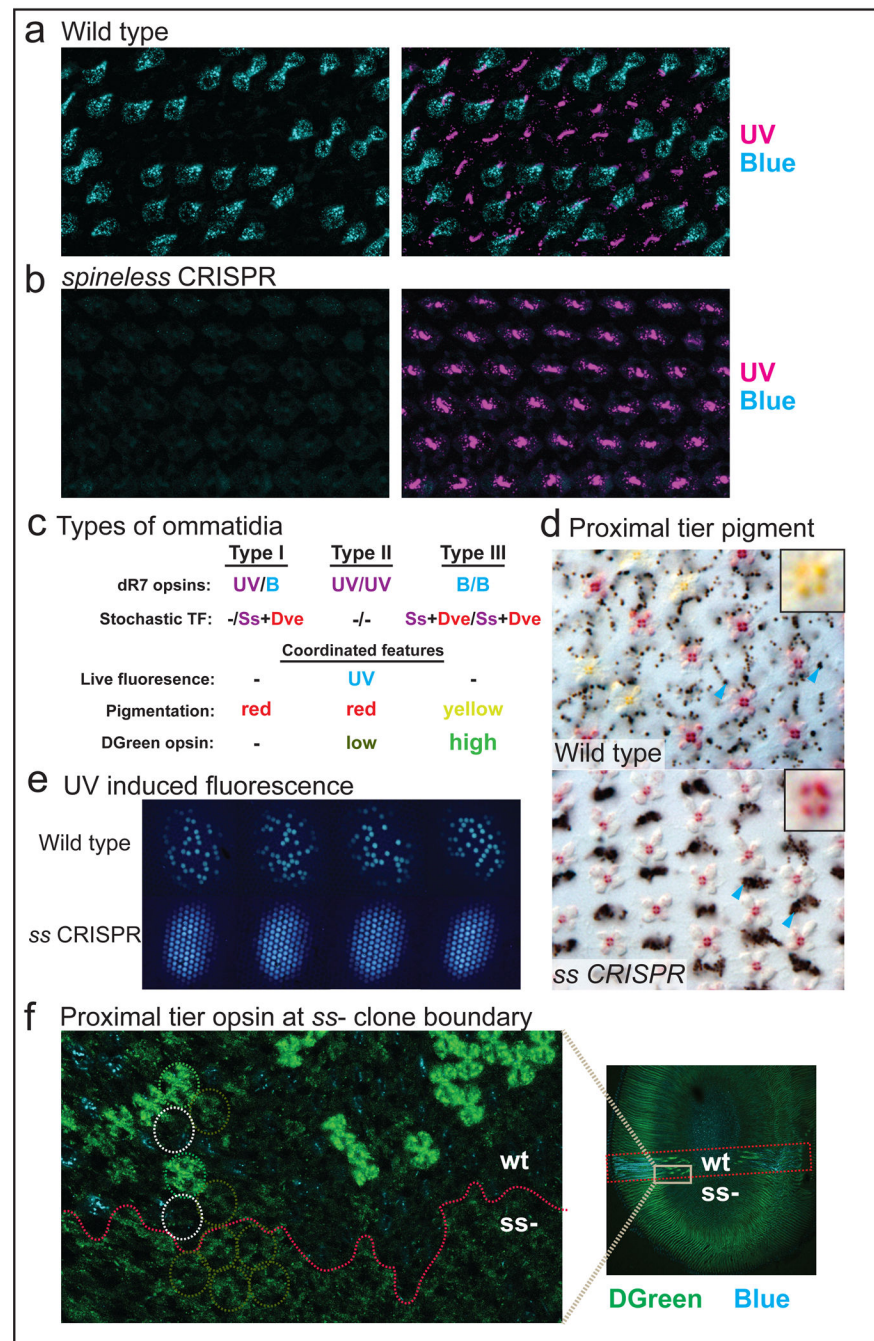 a Wild type
UV
Blue
b spineless CRISPR
UV
Blue
c Types of ommatidia
Type I Type II Type III
dR7 opsins: UV/B UV/UV B/B
Stochastic TF: -/Ss+Dve -/- Ss+Dve/Ss+Dve
Coordinated features
Live fluoresence: - UV -
Pigmentation: red red yellow
DGreen opsin: - low high
d Proximal tier pigment
Wild type
ss CRISPR
e UV induced fluorescence
Wild type
ss CRISPR
f Proximal tier opsin at ss- clone boundary
wt
ss-
wt
ss-
DGreen Blue